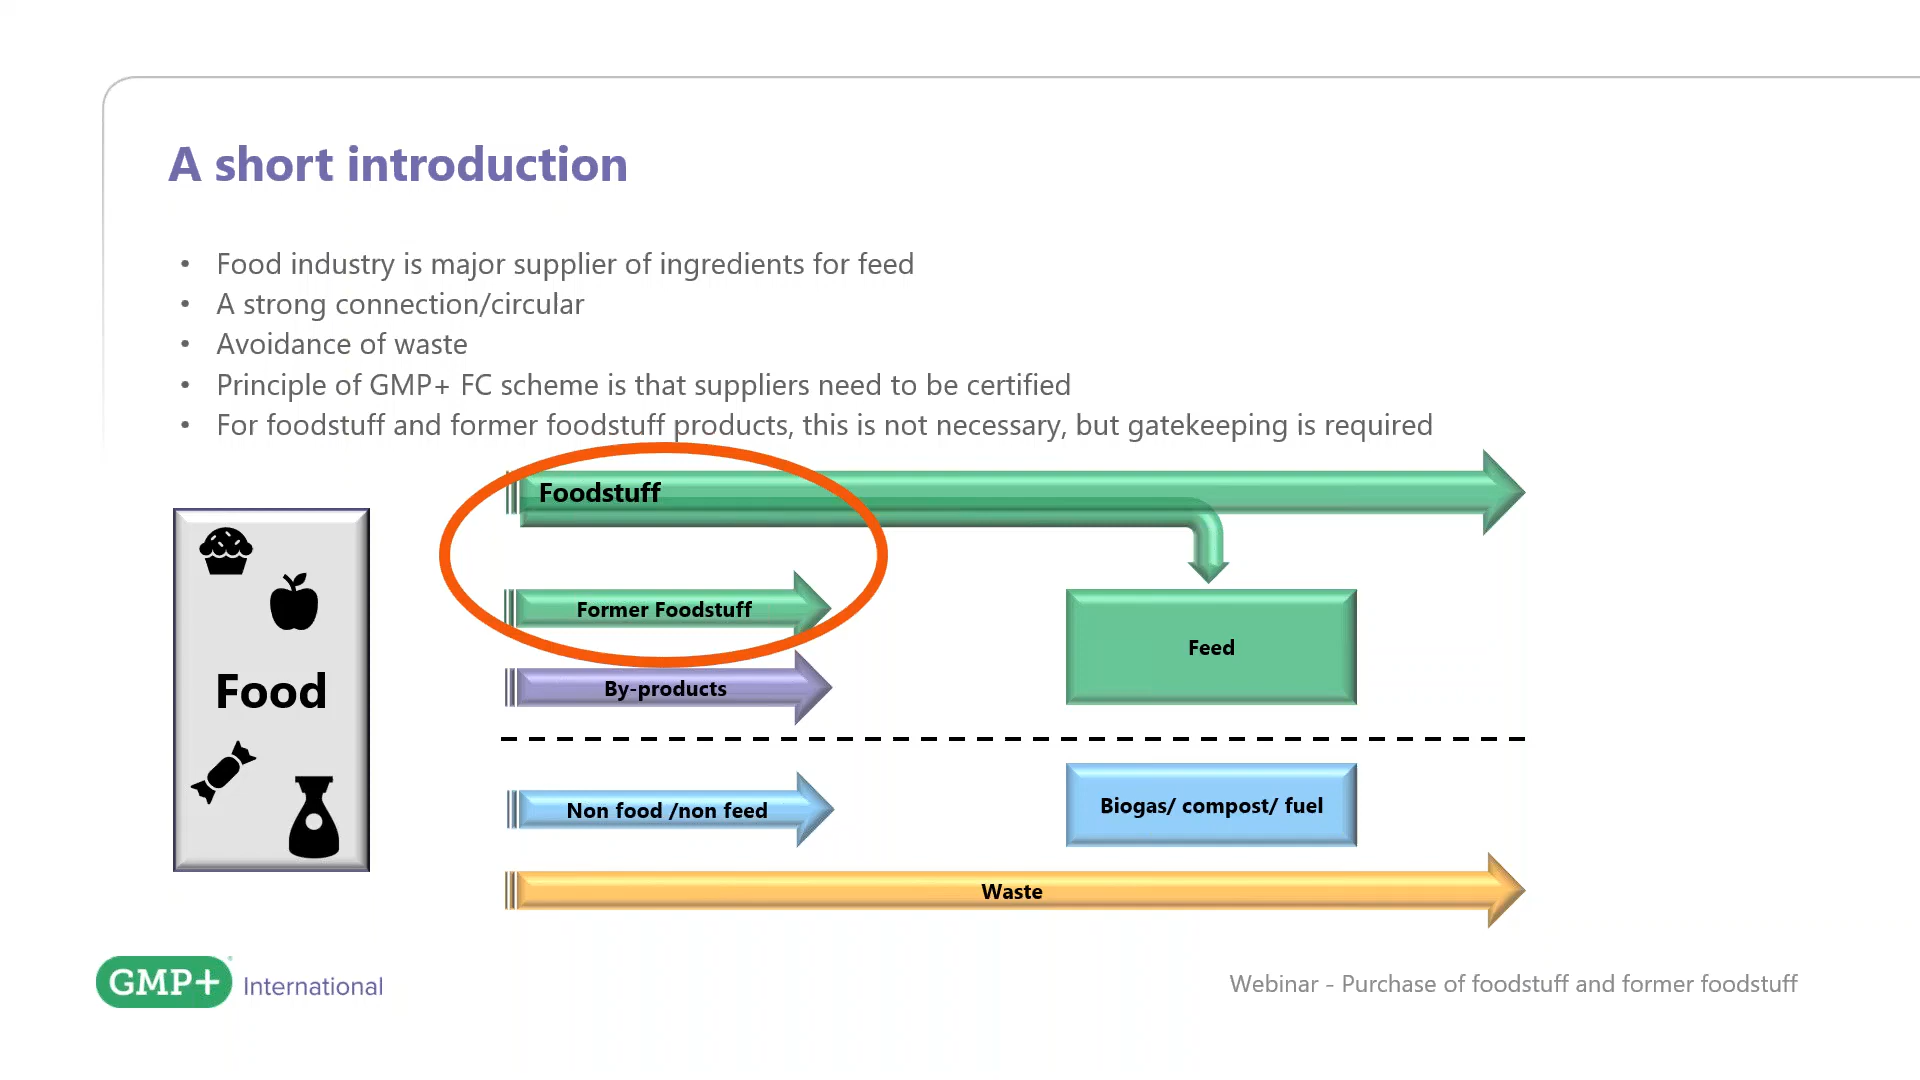 A short introduction
• Food industry is major supplier of ingredients for feed
• A strong connection/circular
• Avoidance of waste
• Principle of GMP+ FC scheme is that suppliers need to be certified
• For foodstuff and former foodstuff products, this is not necessary, but gatekeeping is required
Foodstuff
Former Foodstuff
Feed
Food
By-products
Non food /non feed
Biogas/ compost/ fuel
Waste
GMP+ International
Webinar - Purchase of foodstuff and former foodstuff